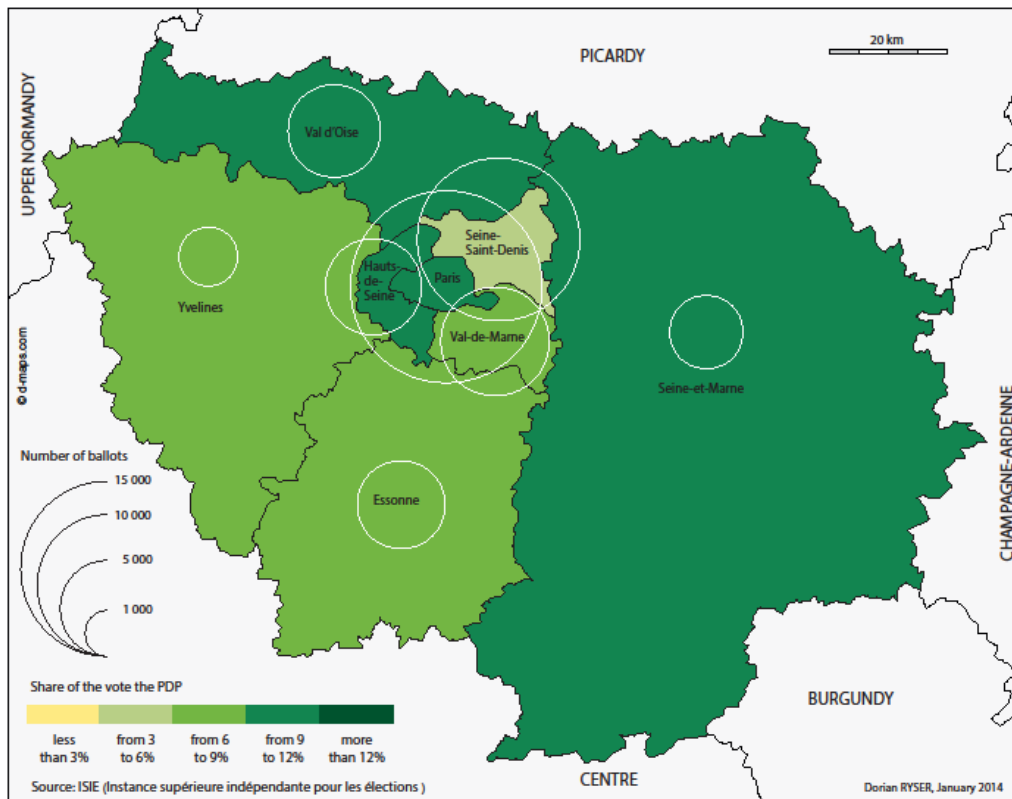 20 km
PICARDY
UPPER NORMANDY
Val d'Oise
Seine-
Saint-Denis
Hauts-
de-
Seine
Paris
Yvelines
Val-de-Marne
Seine-et-Marne
© d-maps.com
CHAMPAGNE-ARDENNE
Number of ballots
15 000
10 000
5 000
1 000
Essonne
Share of the vote the PDP
less
than 3%
from 3
to 6%
from 6
to 9%
from 9
to 12%
more
than 12%
BURGUNDY
CENTRE
Source: ISIE (Instance supérieure indépendante pour les élections )
Dorian RYSER, January 2014